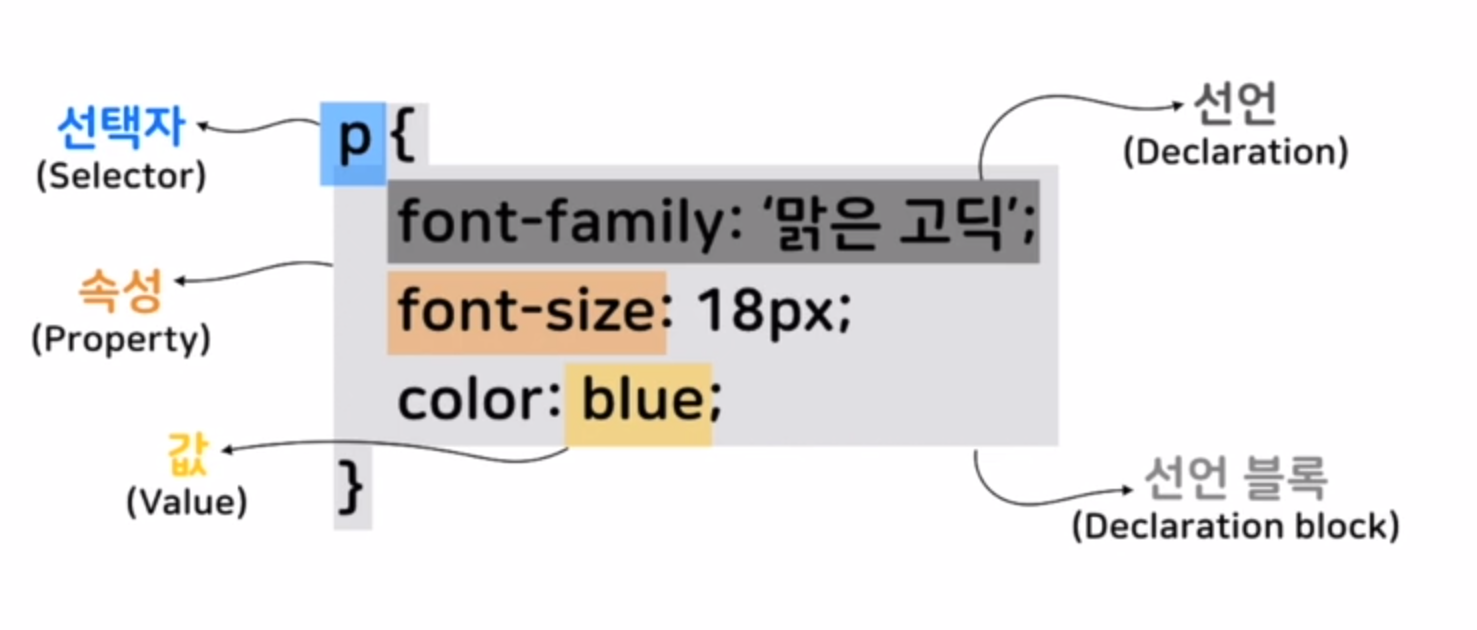 선택자
(Selector)
p {
선언
(Declaration)
font-family: ‘맑은 고딕’;
속성
(Property)
font-size: 18px;
color: blue;
값
(Value)
}
선언 블록
(Declaration block)